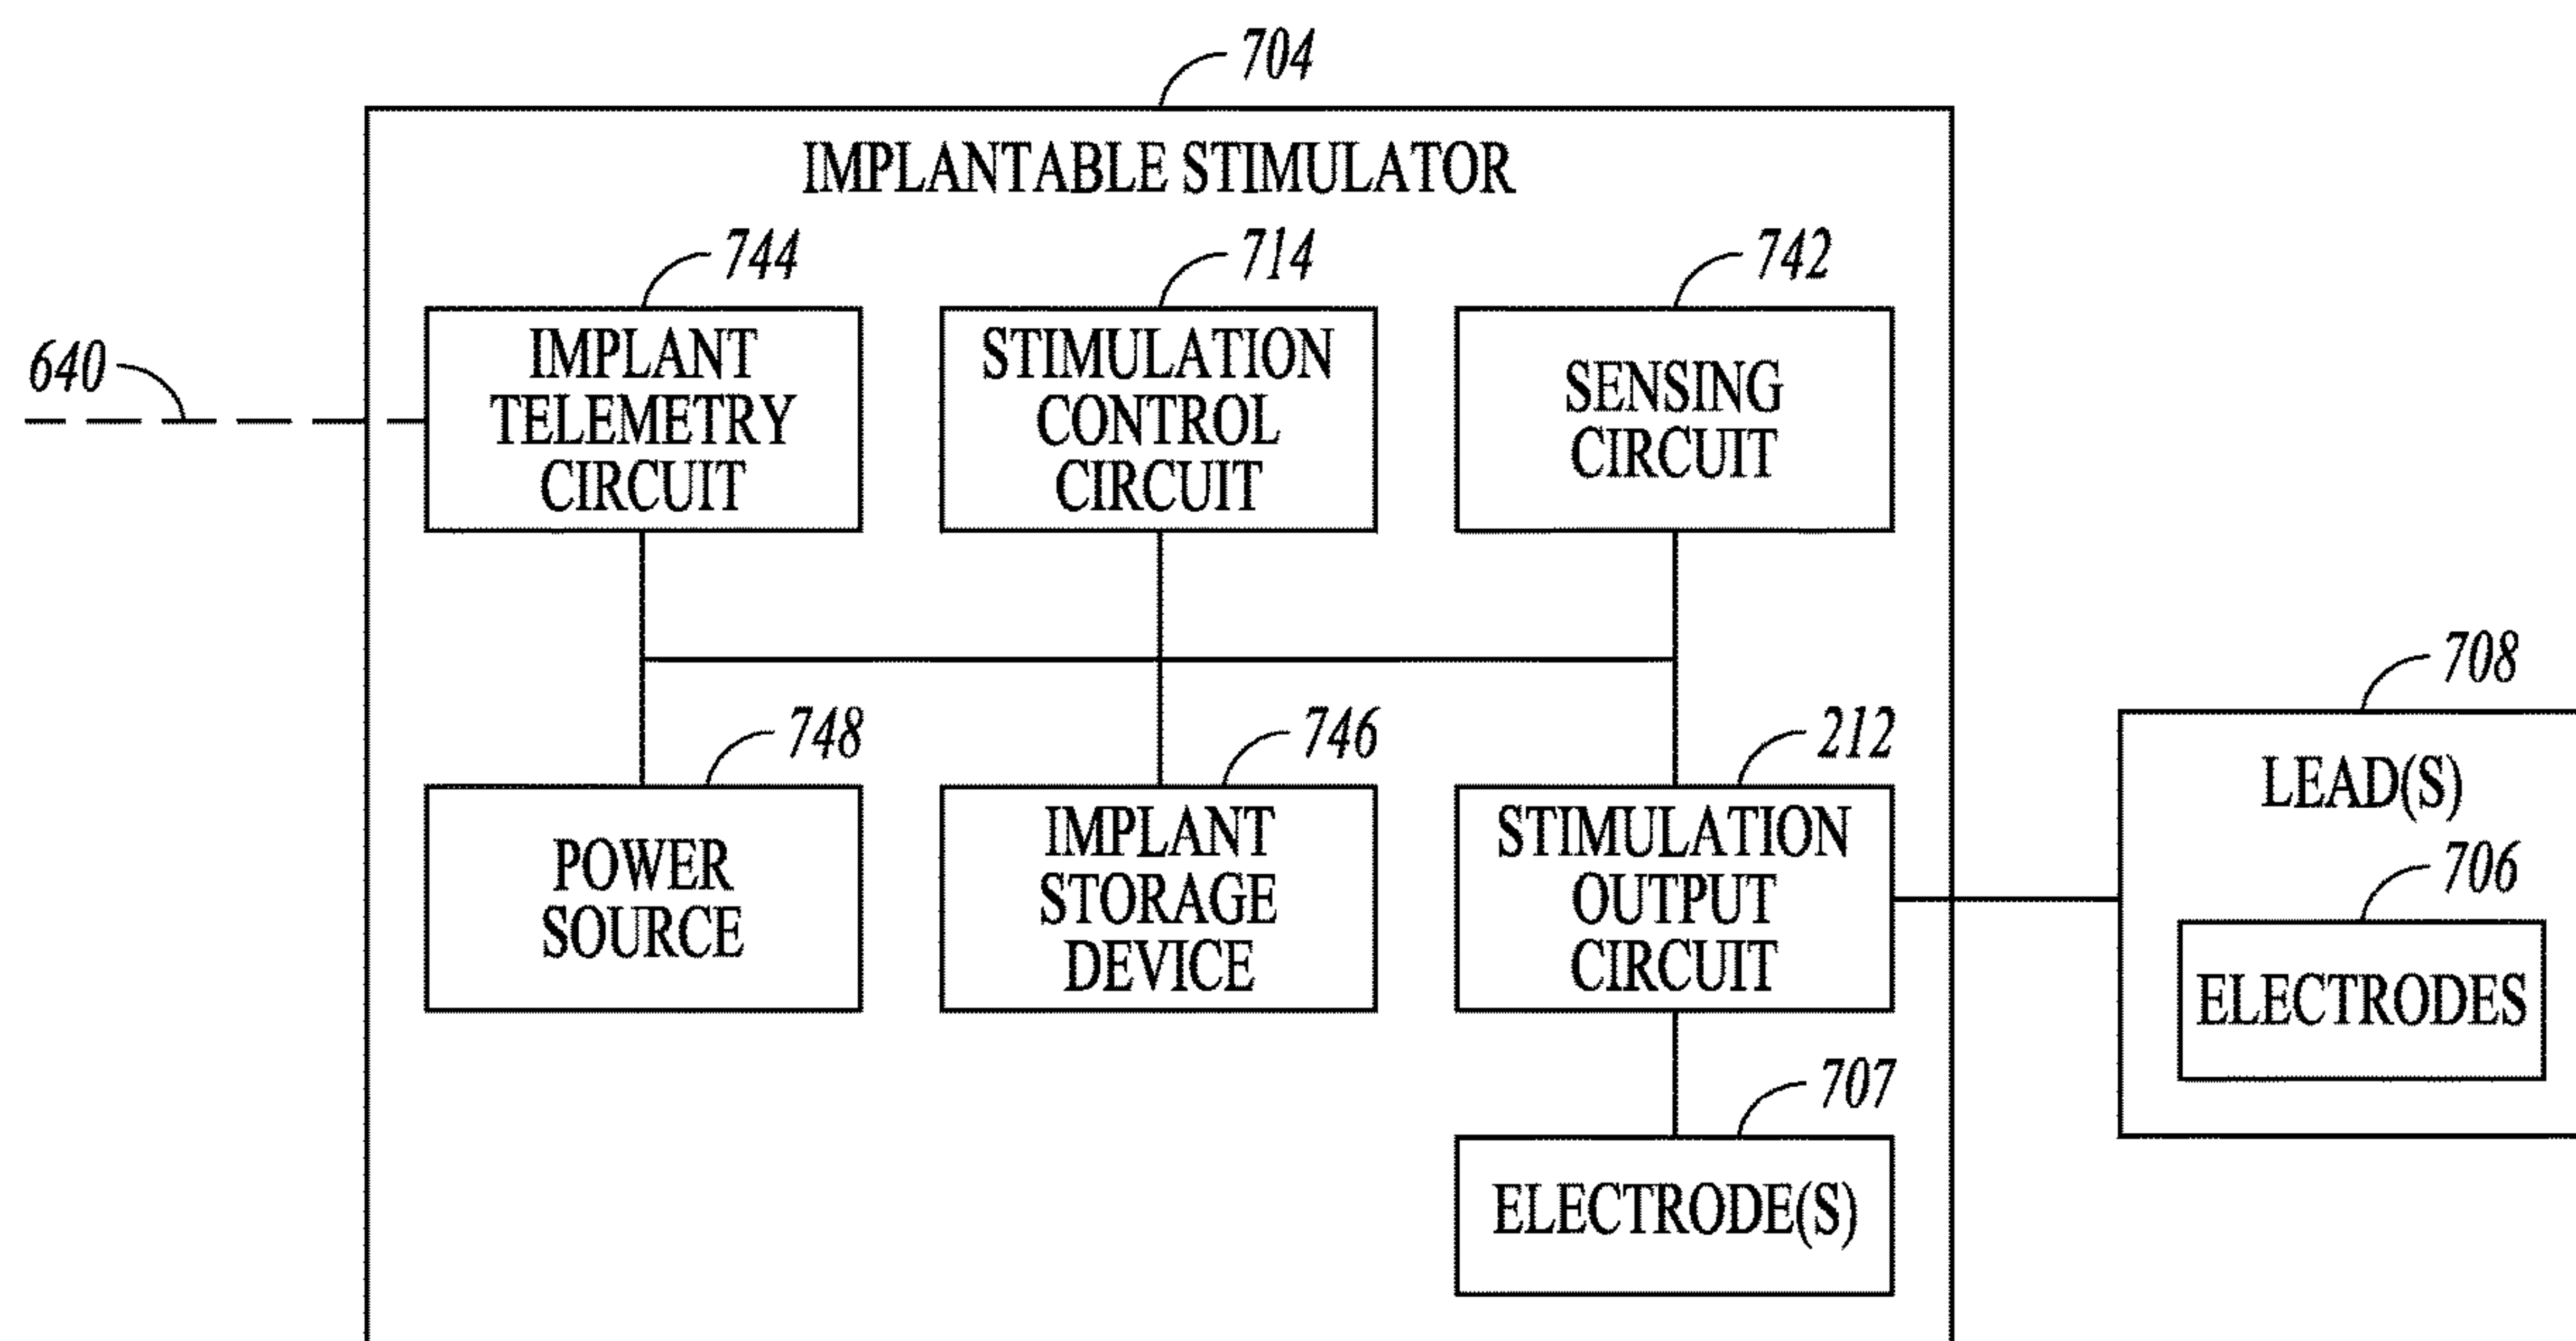 704
IMPLANTABLE STIMULATOR
744
714
742
640
IMPLANT
TELEMETRY
CIRCUIT
STIMULATION
CONTROL
CIRCUIT
SENSING
CIRCUIT
748
746
212
708
POWER
SOURCE
IMPLANT
STORAGE
DEVICE
STIMULATION
OUTPUT
CIRCUIT
LEAD(S)
706
ELECTRODES
707
ELECTRODE(S)